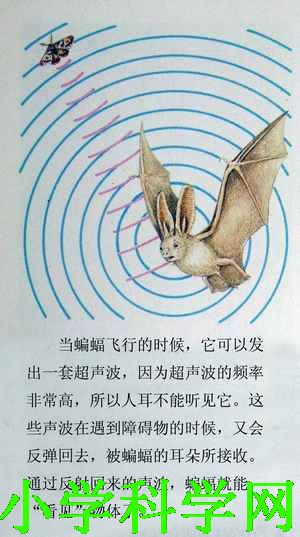 当蝙蝠飞行的时候，它可以发
出一套超声波，因为超声波的频率
非常高，所以人耳不能听见它。这
些声波在遇到障碍物的时候，又会
反弹回去，被蝙蝠的耳朵所接收。
通过反射回来的声波，蝙蝠就能
“看见”物体
小学科学网